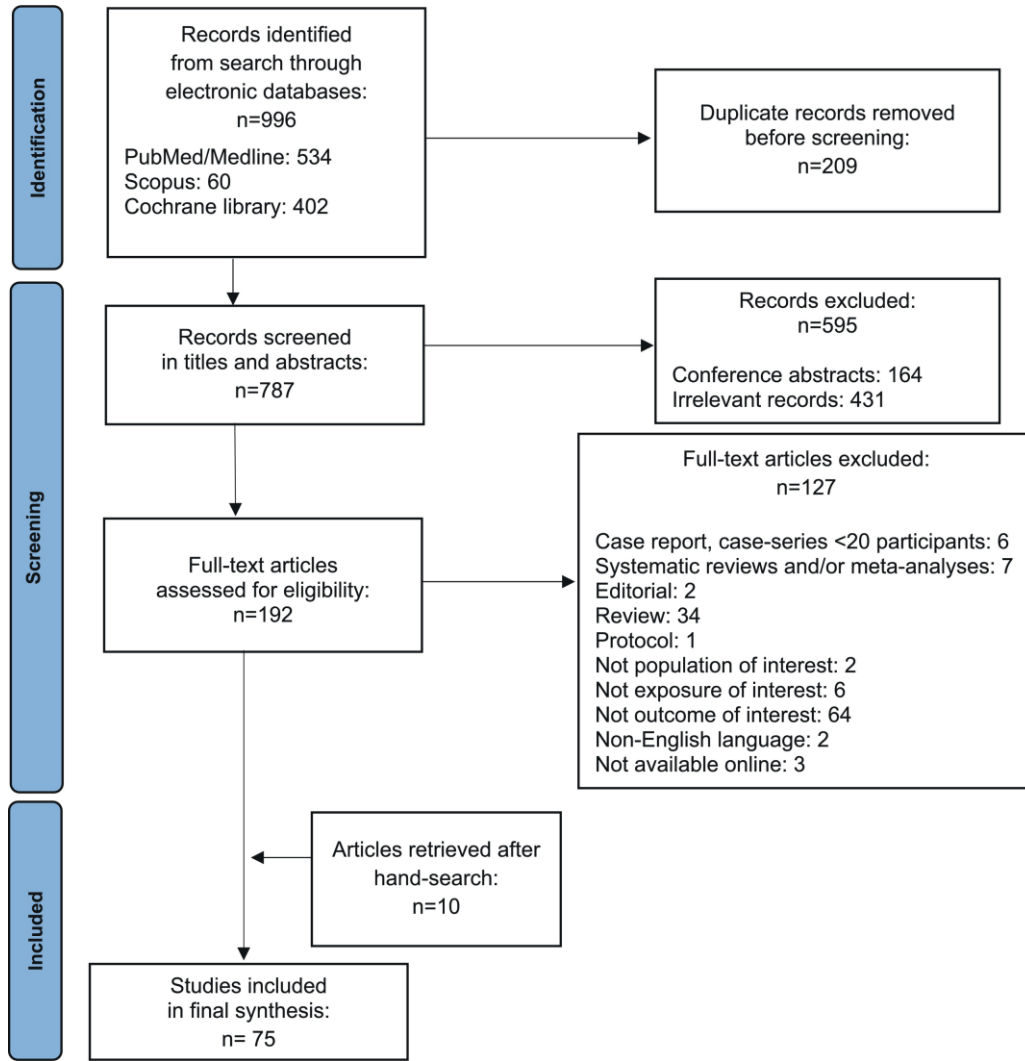 Identification
Records identified
from search through
electronic databases:
n=996
PubMed/Medline: 534
Scopus: 60
Cochrane library: 402
Duplicate records removed
before screening:
n=209
Screening
Records screened
in titles and abstracts:
n=787
Records excluded:
n=595
Conference abstracts: 164
Irrelevant records: 431
Full-text articles
assessed for eligibility:
n=192
Full-text articles excluded:
n=127
Case report, case-series <20 participants: 6
Systematic reviews and/or meta-analyses: 7
Editorial: 2
Review: 34
Protocol: 1
Not population of interest: 2
Not exposure of interest: 6
Not outcome of interest: 64
Non-English language: 2
Not available online: 3
Included
Articles retrieved after
hand-search:
n=10
Studies included
in final synthesis:
n= 75